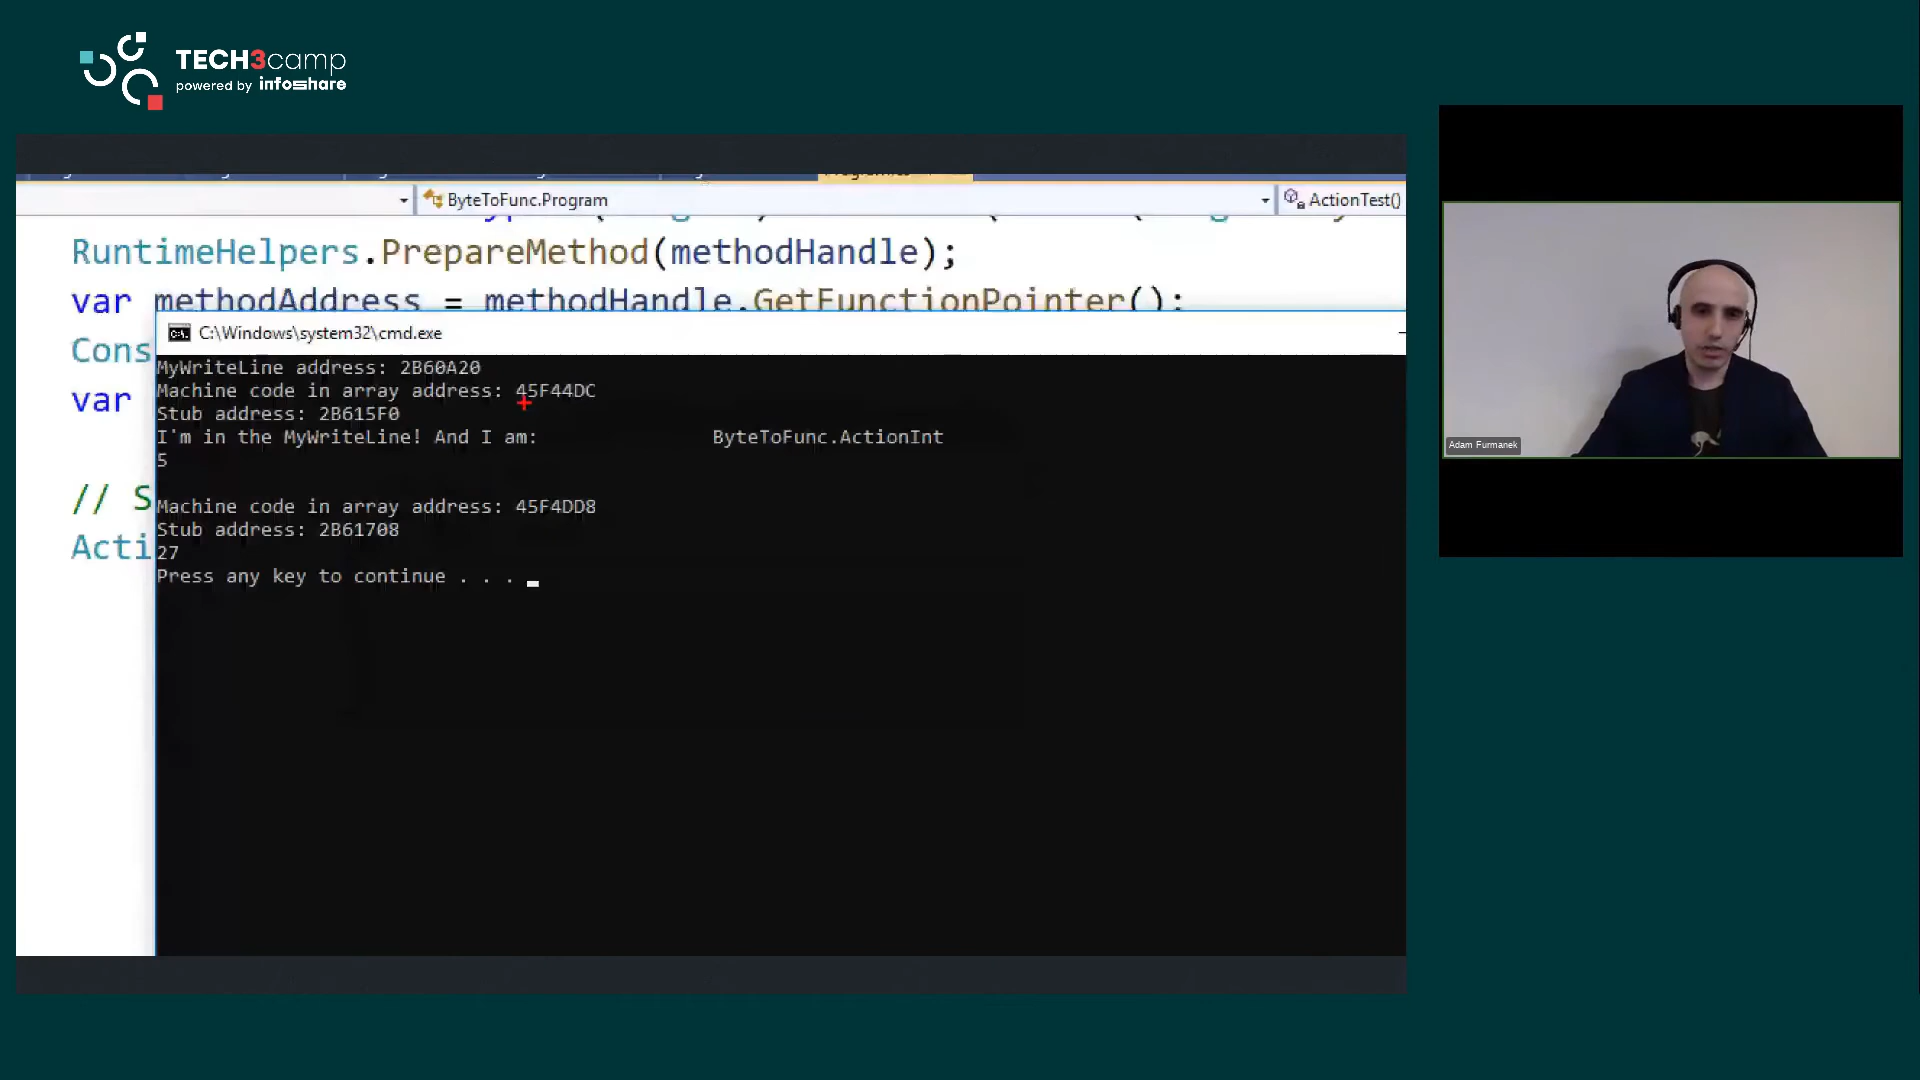 TECH3camp
powered by infoshare
ByteToFunc.Program
ActionTest()
RuntimeHelpers.PrepareMethod(methodHandle);
var methodAddress = methodHandle.GetFunctionPointer();
C:\Windows\system32\cmd.exe
Cons
MyWriteLine address: 2B60A20
Machine code in array address: 45F44DC
var
Stub address: 2B615F0
I'm in the MyWriteLine! And I am: ByteToFunc.ActionInt
5
// S
Machine code in array address: 45F4DD8
Stub address: 2B61708
Acti
27
Press any key to continue . . .
Adam Furmanek